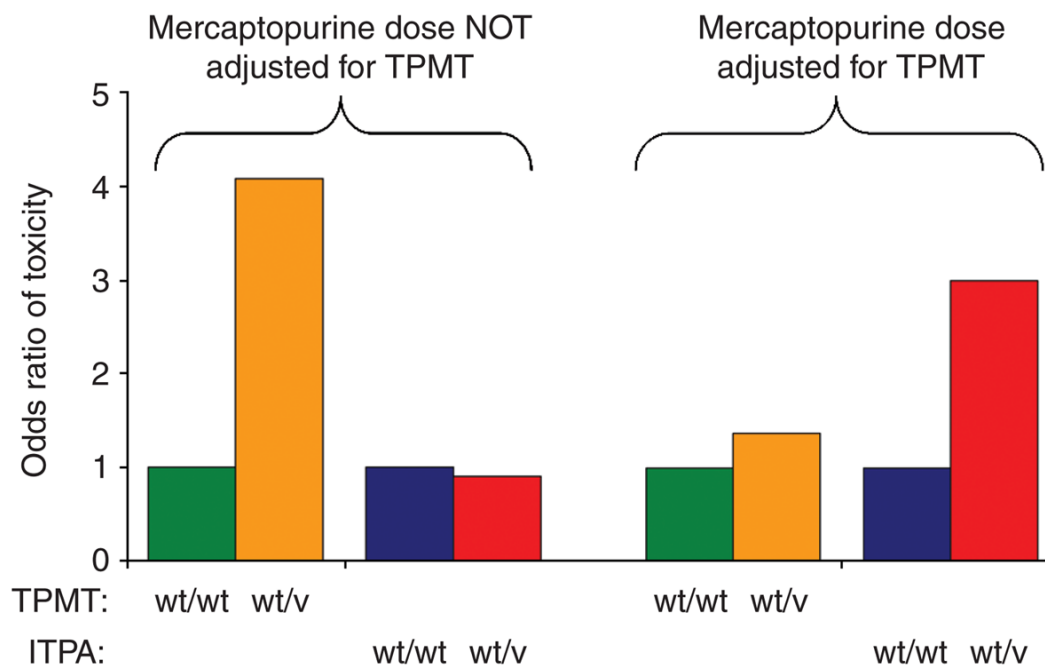 Mercaptopurine dose NOT
adjusted for TPMT
Mercaptopurine dose
adjusted for TPMT
Odds ratio of toxicity
5
4
3
2
1
0
TPMT: wt/wt wt/v wt/wt wt/v
ITPA: wt/wt wt/v wt/wt wt/v